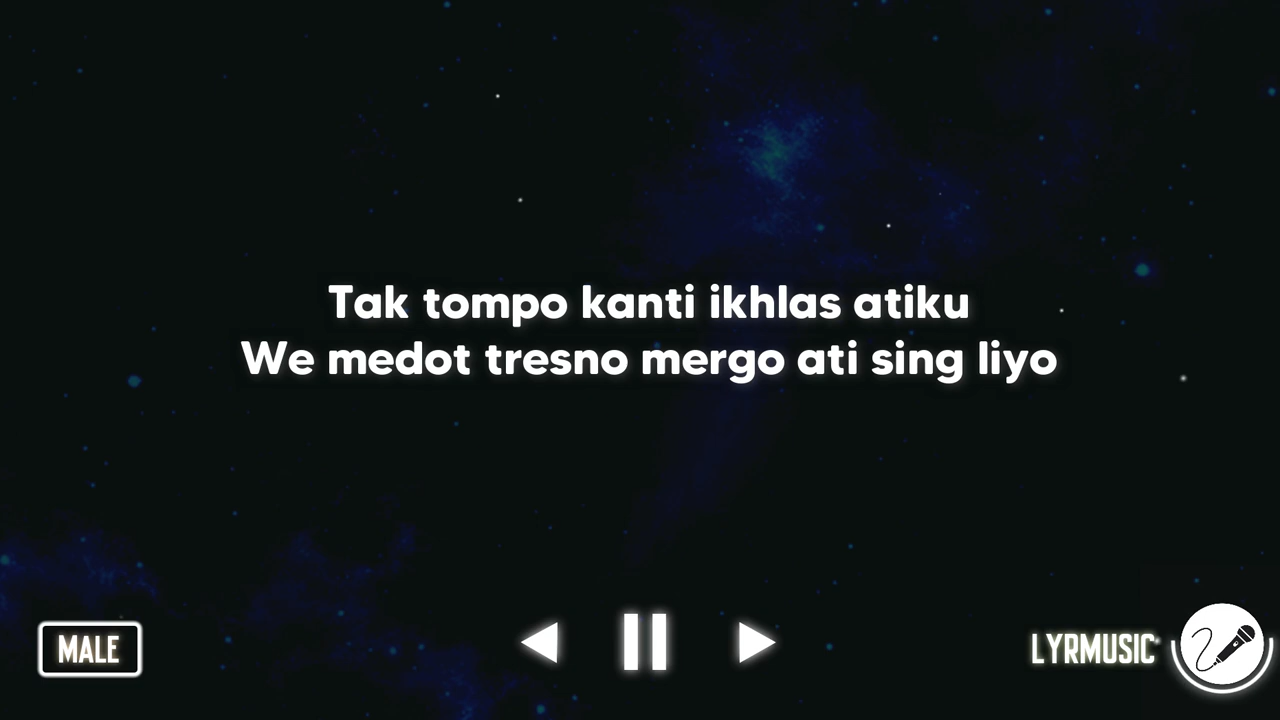 Tak tompo kanti ikhlas atiku
We medot tresno mergo ati sing liyo
MALE
LYRMUSIC